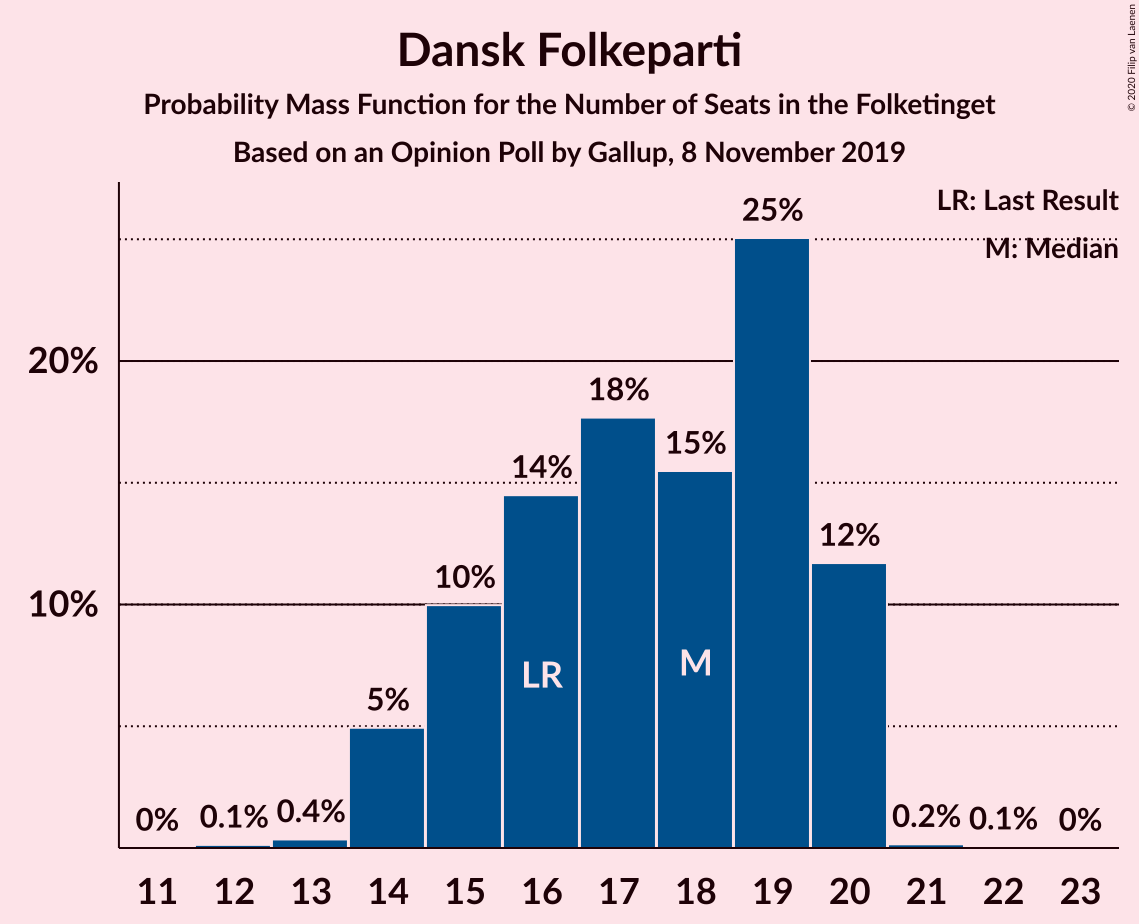 Dansk Folkeparti
Probability Mass Function for the Number of Seats in the Folketinget
Based on an Opinion Poll by Gallup, 8 November 2019
© 2020 Filip van Laenen
LR: Last Result
M: Median
25%
20%
18%
15%
14%
12%
10%
10%
LR
M
5%
0%
0.1%
0.4%
0.2%
0.1%
0%
11 12 13 14 15 16 17 18 19 20 21 22 23